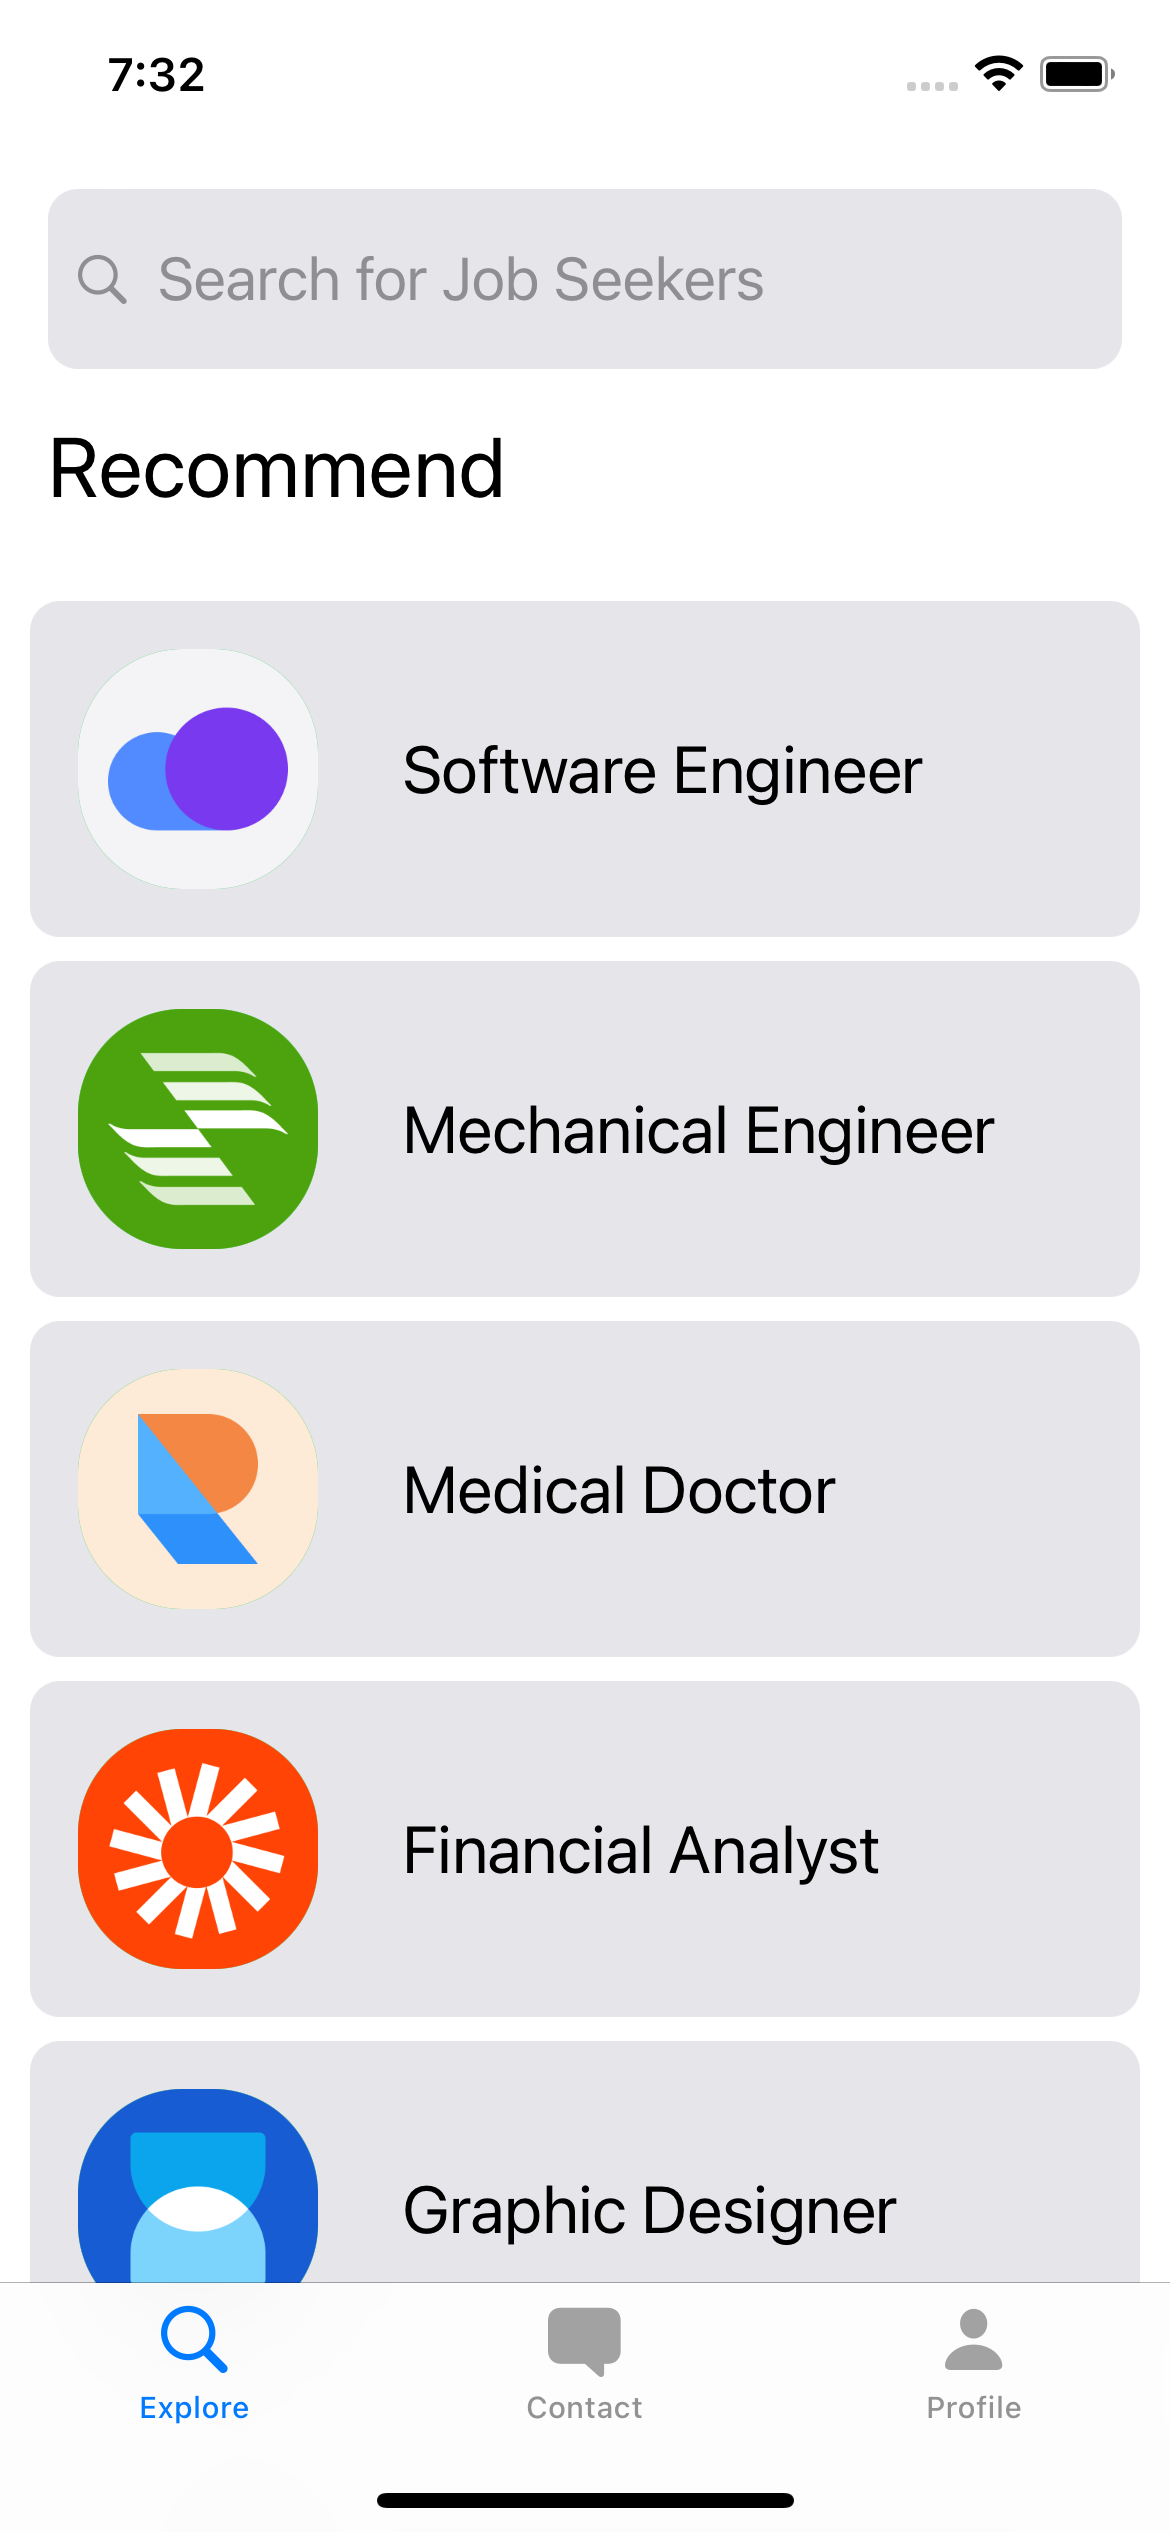 7:32
Search for Job Seekers
Recommend
Software Engineer
Mechanical Engineer
Medical Doctor
Financial Analyst
Graphic Designer
Explore
Contact
Profile